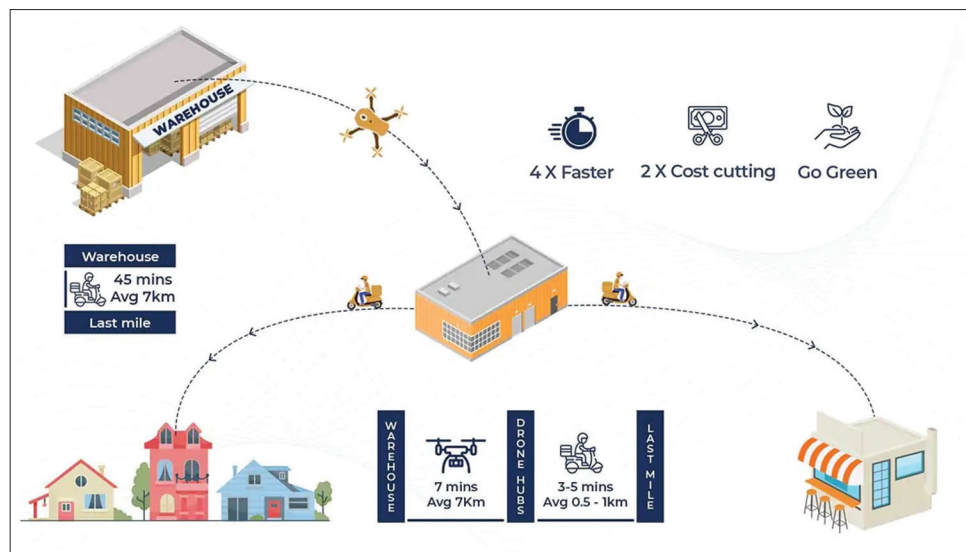 WAREHOUSE
4 X Faster
2 X Cost cutting
Go Green
Warehouse
45 mins
Avg 7km
Last mile
WAREHOUSE
7 mins
Avg 7Km
DRONE HUBS
3-5 mins
Avg 0.5 - 1km
LAST MILE